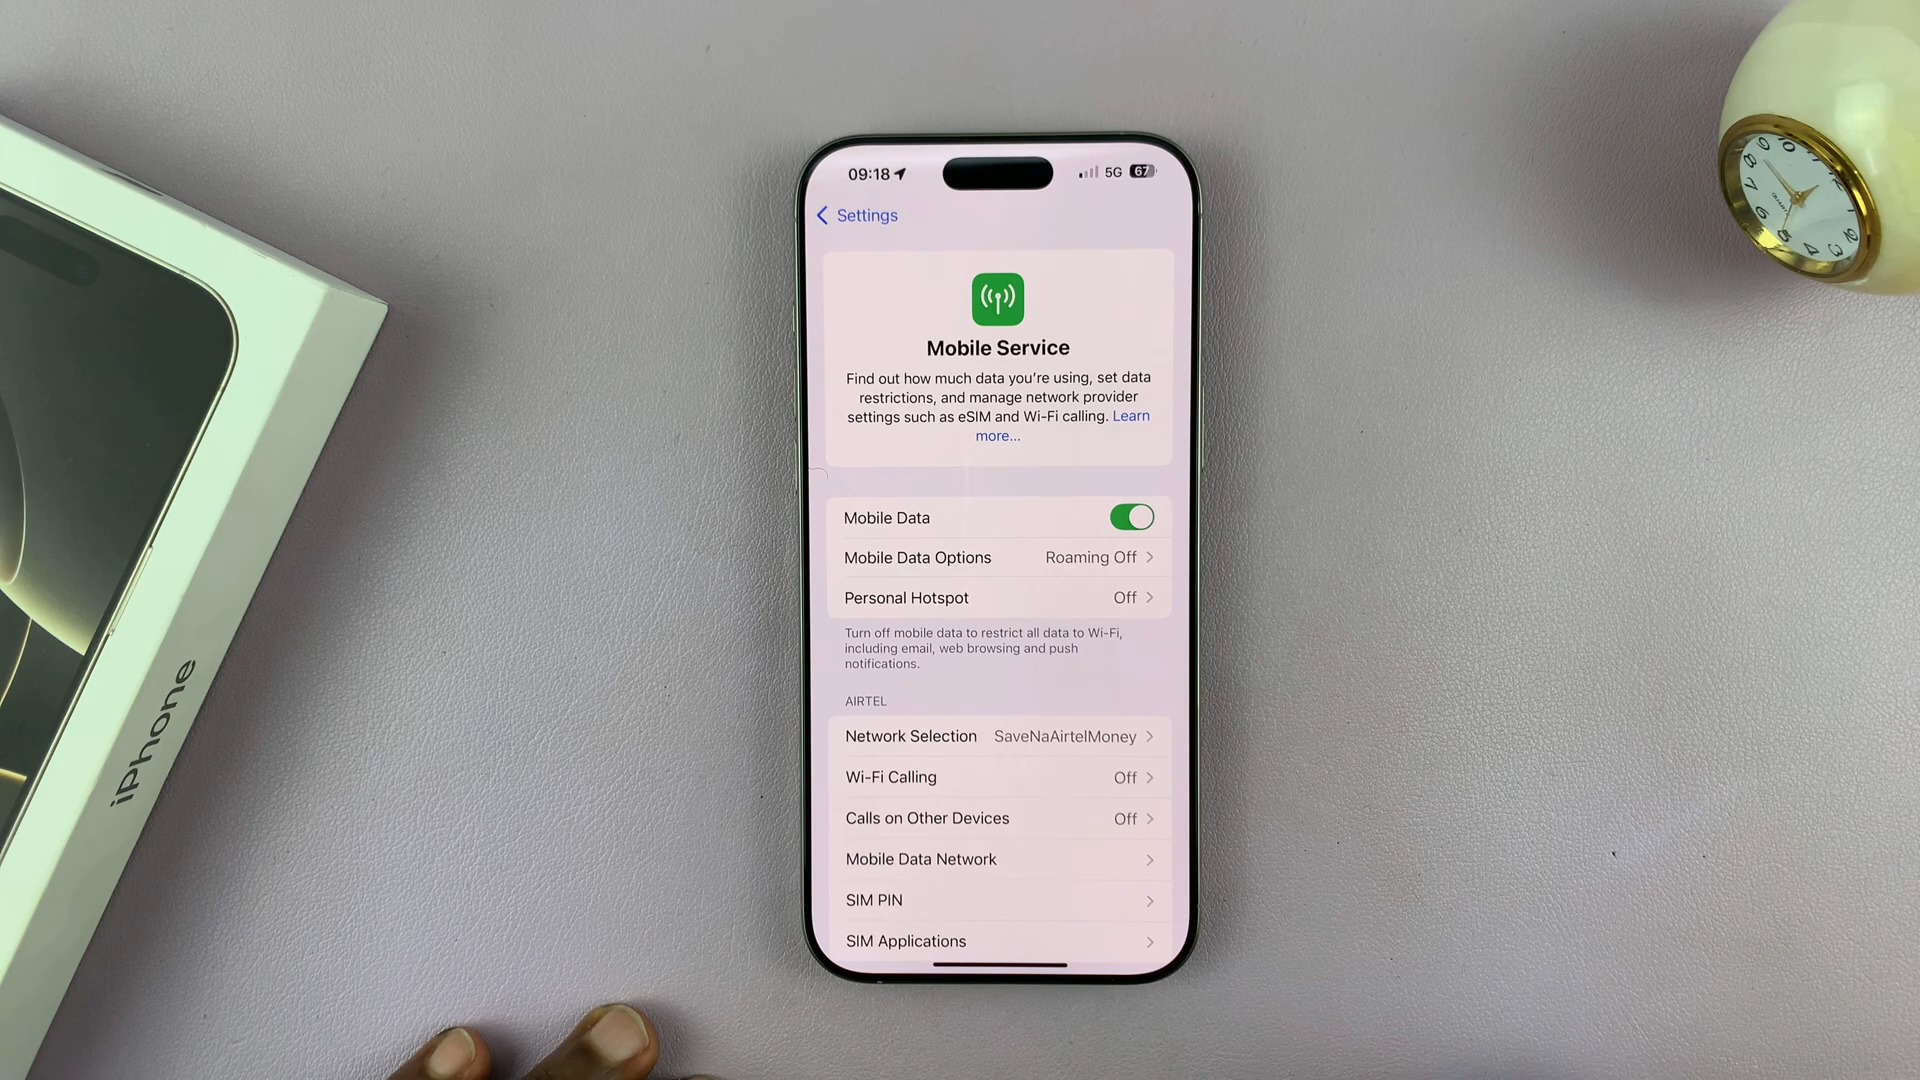 09:18
5G
67
Settings
Mobile Service
Find out how much data you're using, set data
restrictions, and manage network provider
settings such as eSIM and Wi-Fi calling. Learn
more...
Mobile Data
Mobile Data Options Roaming Off
Personal Hotspot Off
Turn off mobile data to restrict all data to Wi-Fi,
including email, web browsing and push
notifications.
AIRTEL
Network Selection SaveNaAirtelMoney
Wi-Fi Calling Off
Calls on Other Devices Off
Mobile Data Network
SIM PIN
SIM Applications
iPhone